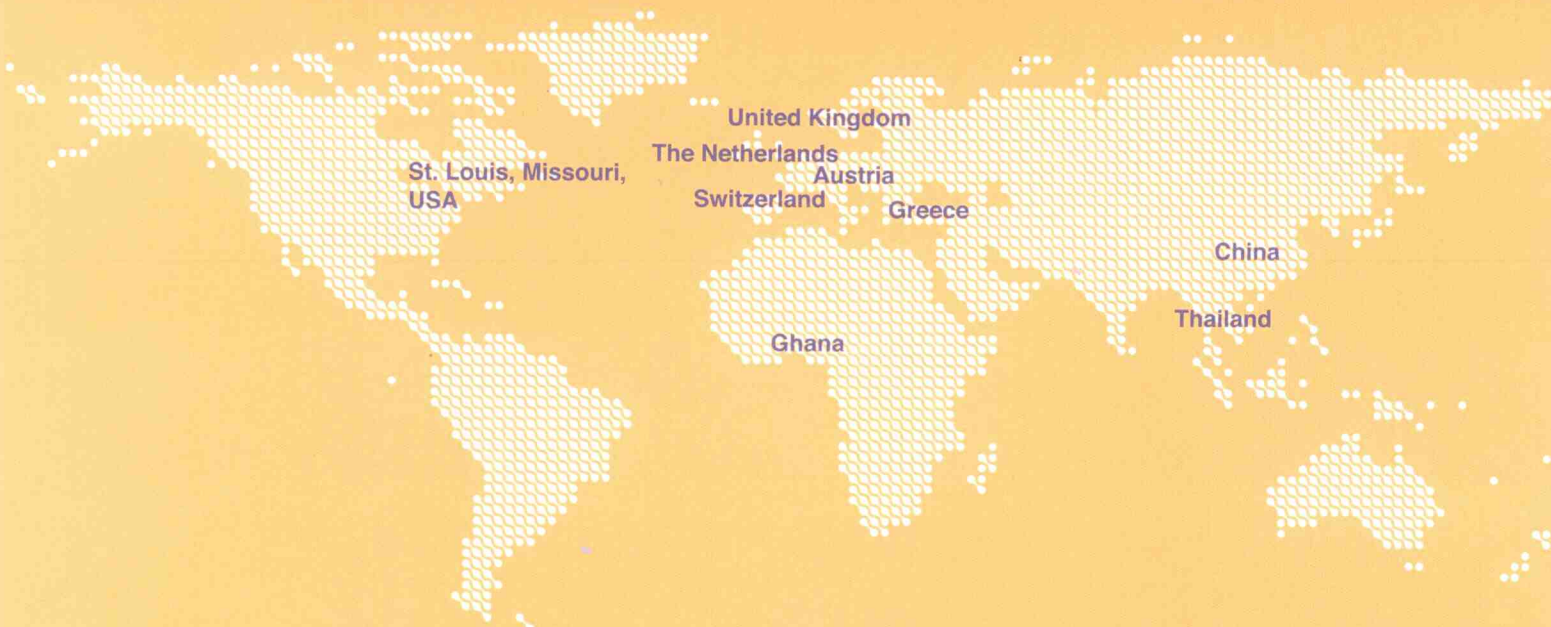 United Kingdom
The Netherlands
St. Louis, Missouri,
USA
Austria
Switzerland
Greece
China
Thailand
Ghana